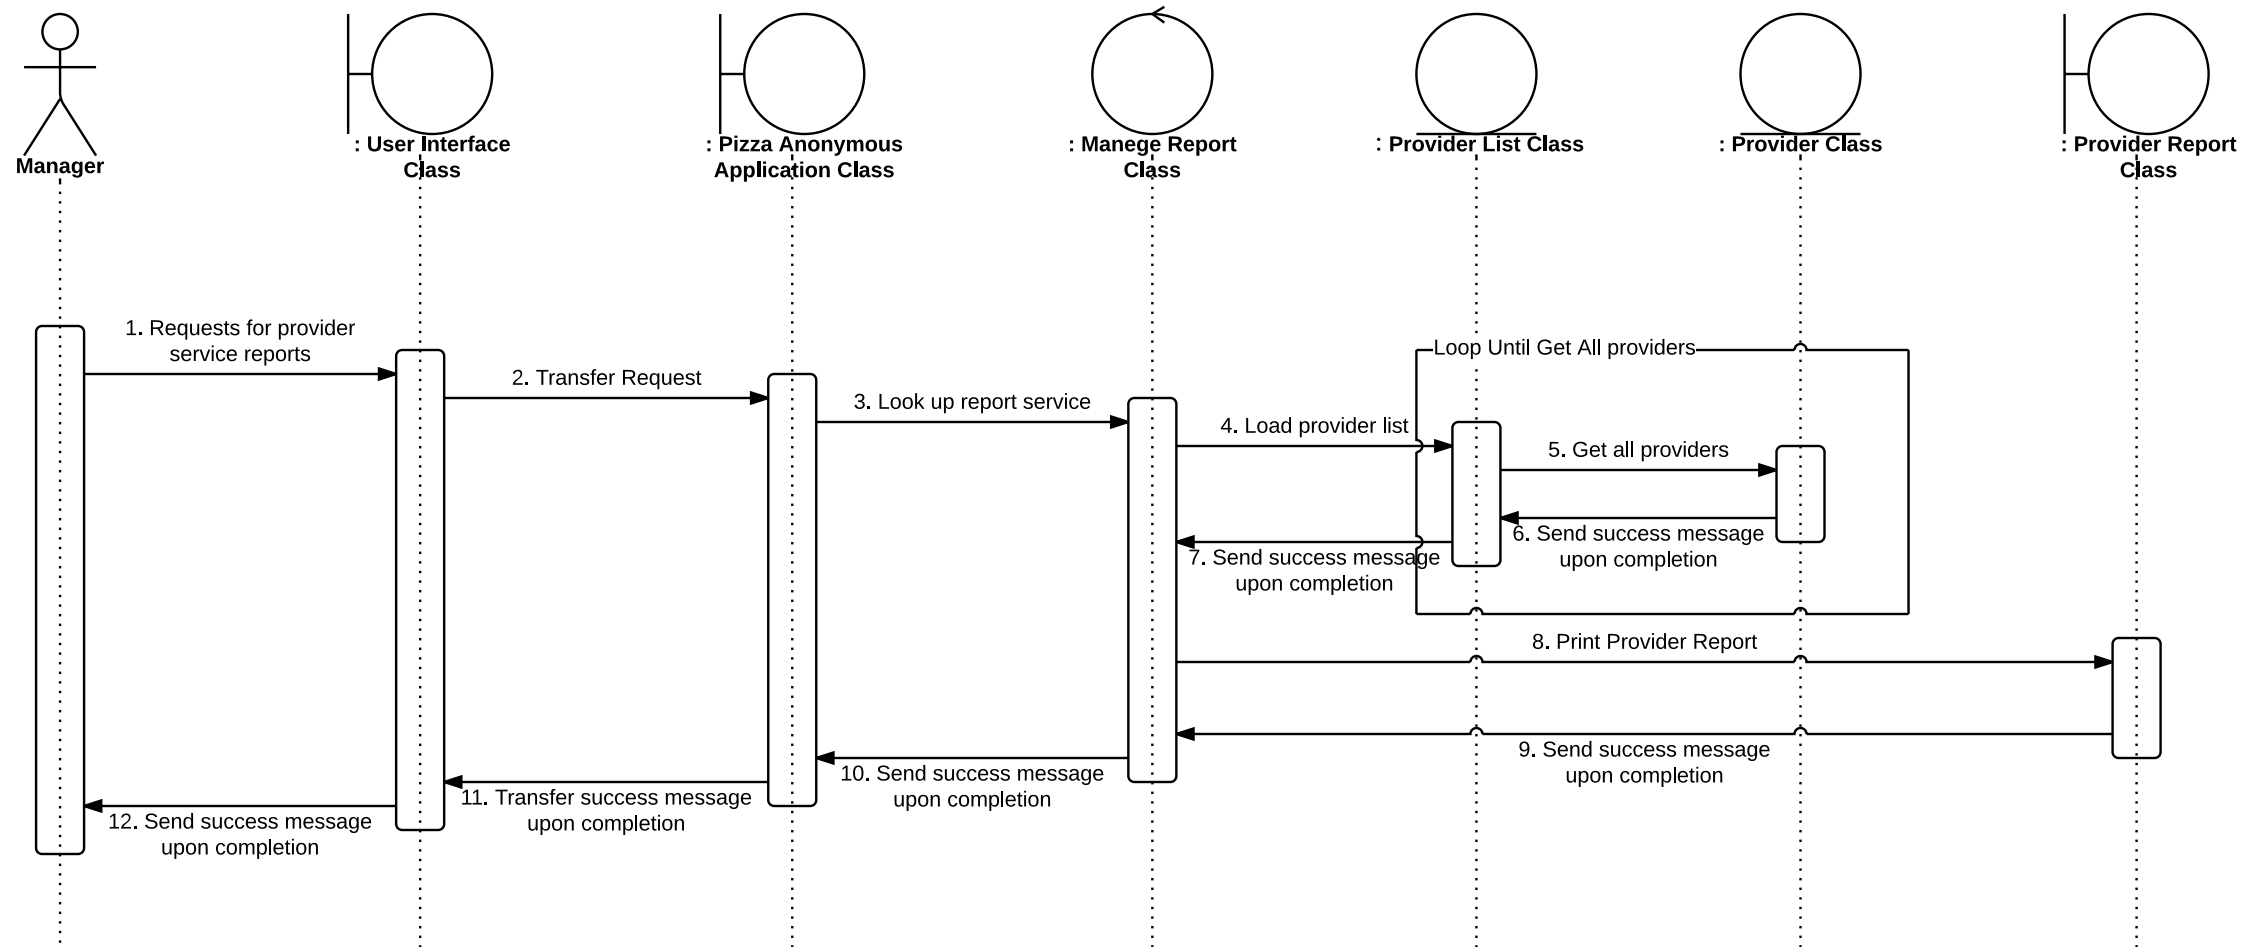 Manager
: User Interface
Class
: Pizza Anonymous
Application Class
: Manege Report
Class
: Provider List Class
: Provider Class
: Provider Report
Class
1. Requests for provider
service reports
Loop Until Get All providers
2. Transfer Request
3. Look up report service
4. Load provider list
5. Get all providers
6. Send success message
upon completion
7. Send success message
upon completion
8. Print Provider Report
9. Send success message
upon completion
10. Send success message
upon completion
11. Transfer success message
upon completion
12. Send success message
upon completion